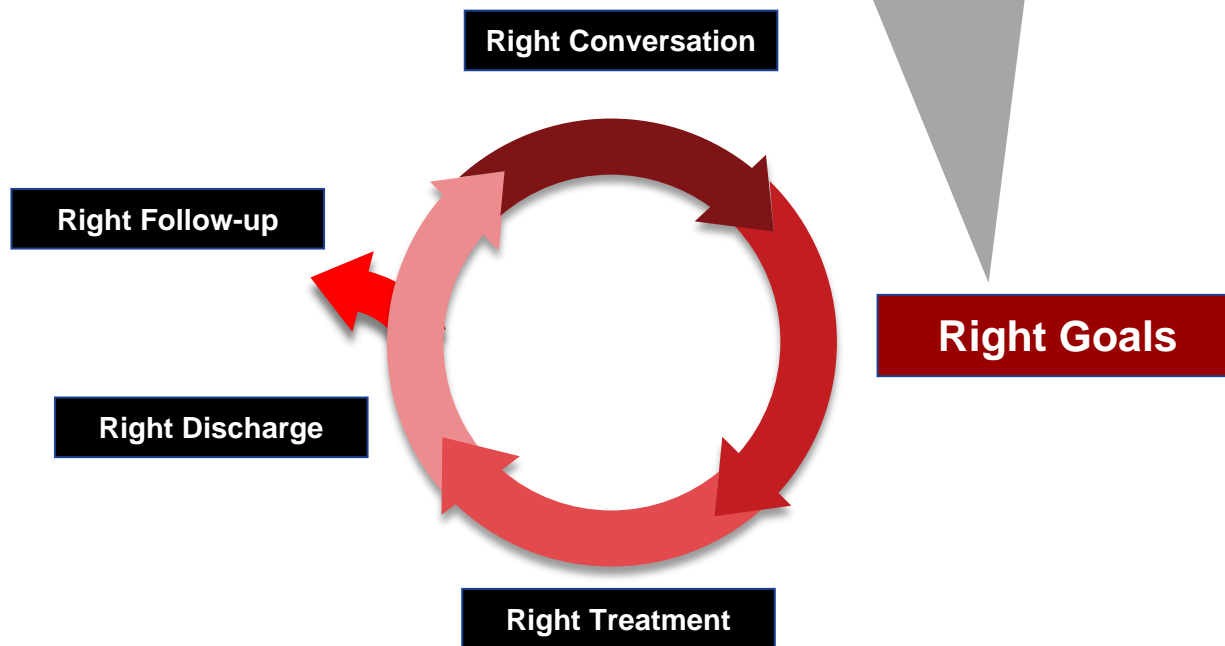 Right Conversation
Right Follow-up
Right Goals
Right Discharge
Right Treatment